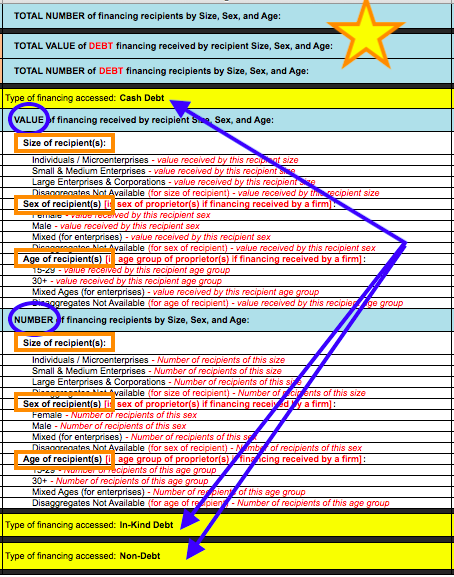 TOTAL NUMBER of financing recipients by Size, Sex, and Age:
TOTAL VALUE of DEBT financing received by recipient Size, Sex, and Age:
TOTAL NUMBER of DEBT financing recipients by Size, Sex, and Age:
Type of financing accessed: Cash Debt
VALUE of financing received by recipient Size, Sex, and Age:
Size of recipient(s):
Individuals / Microenterprises - value received by this recipient size
Small & Medium Enterprises - value received by this recipient size
Large Enterprises & Corporations - value received by this recipient size
Disaggregates Not Available (for size of recipient) - value received by this recipient size
Sex of recipient(s) [is sex of proprietor(s) if financing received by a firm]:
Female - value received by this recipient sex
Male - value received by this recipient sex
Mixed (for enterprises) - value received by this recipient sex
Disaggregates Not Available (for sex of recipient) - value received by this recipient sex
Age of recipient(s) [is age group of proprietor(s) if financing received by a firm]:
15-29 - value received by this recipient age group
30+ - value received by this recipient age group
Mixed Ages (for enterprises) - value received by this recipient age group
Disaggregates Not Available (for age of recipient) - value received by this recipient age group
NUMBER of financing recipients by Size, Sex, and Age:
Size of recipient(s):
Individuals / Microenterprises - Number of recipients of this size
Small & Medium Enterprises - Number of recipients of this size
Large Enterprises & Corporations - Number of recipients of this size
Disaggregates Not Available (for size of recipient) - Number of recipients of this size
Sex of recipient(s) [is sex of proprietor(s) if financing received by a firm]:
Female - Number of recipients of this sex
Male - Number of recipients of this sex
Mixed (for enterprises) - Number of recipients of this sex
Disaggregates Not Available (for sex of recipient) - Number of recipients of this sex
Age of recipient(s) [is age group of proprietor(s) if financing received by a firm]:
15-29 - Number of recipients of this age group
30+ - Number of recipients of this age group
Mixed Ages (for enterprises) - Number of recipients of this age group
Disaggregates Not Available (for age of recipient) - Number of recipients of this age group
Type of financing accessed: In-Kind Debt
Type of financing accessed: Non-Debt